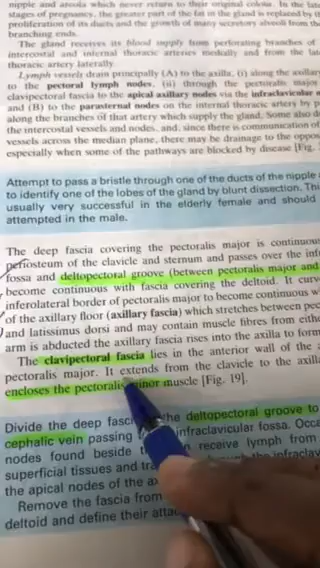 nipple and areola which never return to their original colour. In the late
stages of pregnancy, the greater part of the fat in the gland is replaced by the
proliferation of its ducts and the growth of many secretory alveoli from the
branching ends.
The gland receives its blood supply from perforating branches of
intercostal and internal thoracic arteries medially and from the late
thoracic artery laterally.
Lymph vessels drain principally (A) to the axilla, (i) along the axillar
to the pectoral lymph nodes, (ii) through the pectoralis major
clavipectoral fascia to the apical axillary nodes via the infraclavicular
and (B) to the parasternal nodes on the internal thoracic artery by p
along the branches of that artery which supply the gland. Some also d
the intercostal vessels and nodes, and, since there is communication of
vessels across the median plane, there may be drainage to the oppos
especially when some of the pathways are blocked by disease [Fig.
Attempt to pass a bristle through one of the ducts of the nipple
to identify one of the lobes of the gland by blunt dissection. Thi
usually very successful in the elderly female and should
attempted in the male.
The deep fascia covering the pectoralis major is continuous
periosteum of the clavicle and sternum and passes over the inf
fossa and deltopectoral groove (between pectoralis major and
become continuous with fascia covering the deltoid. It curv
inferolateral border of pectoralis major to become continuous w
of the axillary floor (axillary fascia) which stretches between pec
and latissimus dorsi and may contain muscle fibres from eithe
arm is abducted the axillary fascia rises into the axilla to form
The clavipectoral fascia lies in the anterior wall of the
pectoralis major. It extends from the clavicle to the axilla
encloses the pectoralis minor muscle [Fig. 19].
Divide the deep fasc the deltopectoral groove to
cephalic vein passing infraclavicular fossa. Occa
nodes found beside receive lymph from
superficial tissues and tra the infraclav
the apical nodes of the ax
Remove the fascia from
deltoid and define their attac